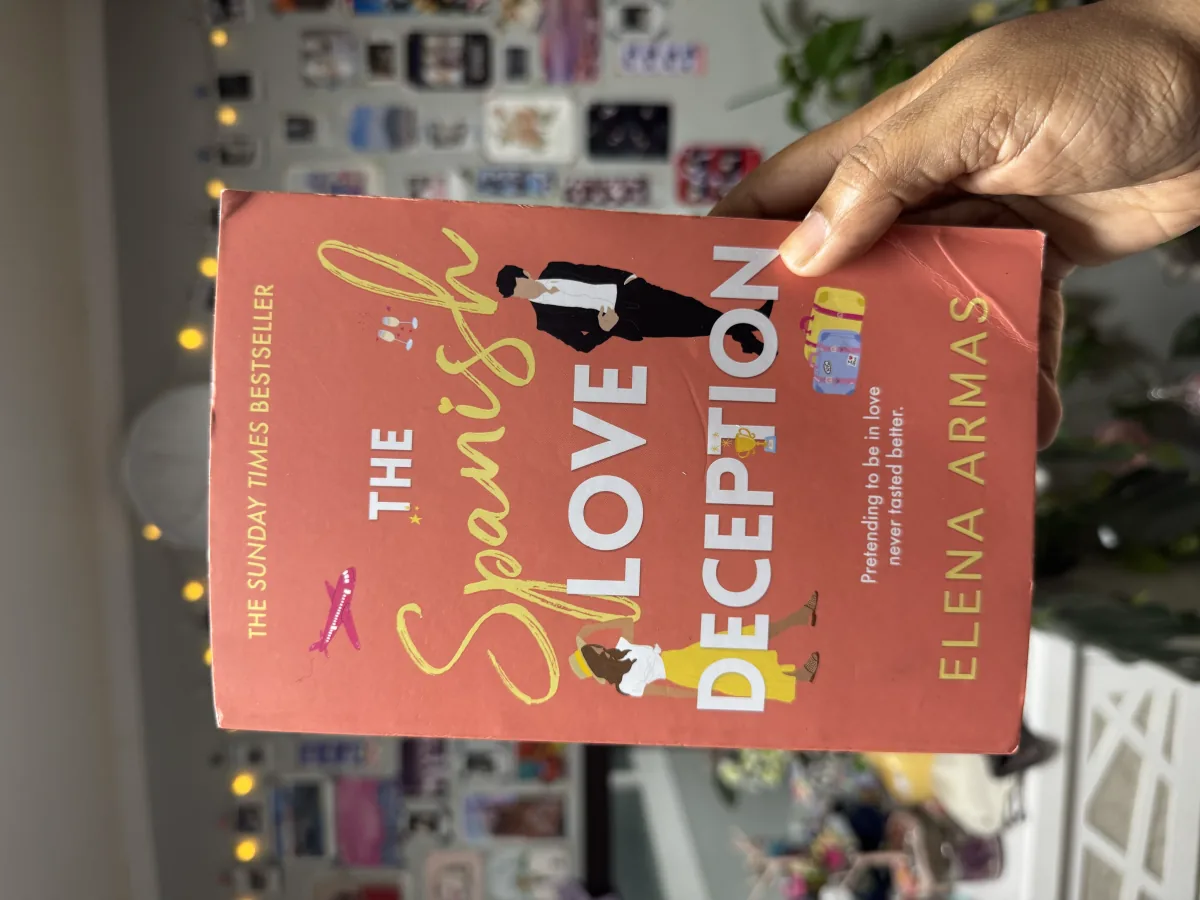 THE SUNDAY TIMES BESTSELLER
THE
Spanish
LOVE
DECEPTION
Pretending to be in love
never tasted better.
ELENA ARMAS